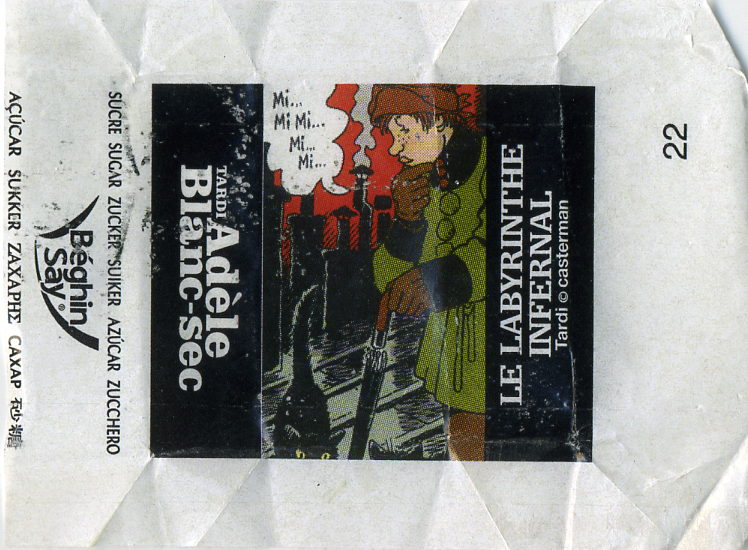 AÇÚCAR SUKKER ΖΑΧΑΡΗΣ CAXAP 砂糖
SUCRE SUGAR ZUCKER SUIKER AZÚCAR ZUCCHERO
Béghin
Say®
TARDI Adèle
Blanc-sec
Mi...
Mi Mi...
Mi...
Mi...
LE LABYRINTHE
INFERNAL
Tardi © casterman
22